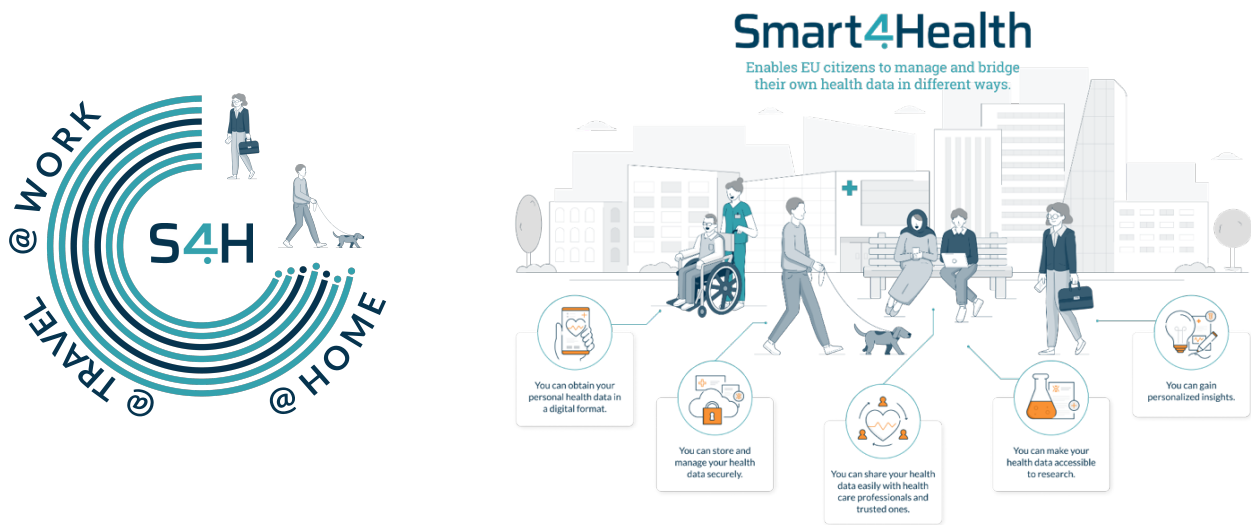 @ WORK
@ TRAVEL
@ HOME
S4H
Smart4Health
Enables EU citizens to manage and bridge
their own health data in different ways.
You can obtain your
personal health data in
a digital format.
You can store and
manage your health
data securely.
You can share your health
data easily with health
care professionals and
trusted ones.
You can make your
health data accessible
to research.
You can gain
personalized insights.